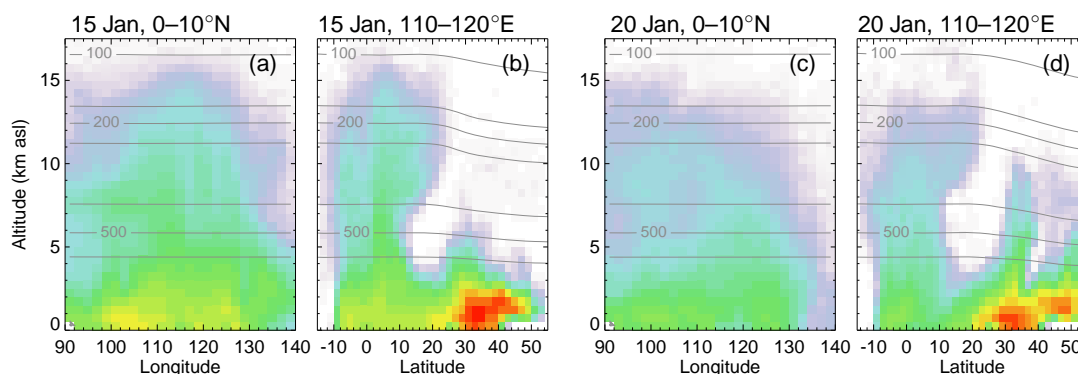 15 Jan, 0–10°N
15 Jan, 110–120°E
20 Jan, 0–10°N
20 Jan, 110–120°E
(a)
(b)
(c)
(d)
100
200
500
100
200
500
100
200
500
100
200
500
Altitude (km asl)
15
10
5
0
15
10
5
0
90 100 110 120 130 140
-10 0 10 20 30 40 50
90 100 110 120 130 140
-10 0 10 20 30 40 50
Longitude
Latitude
Longitude
Latitude